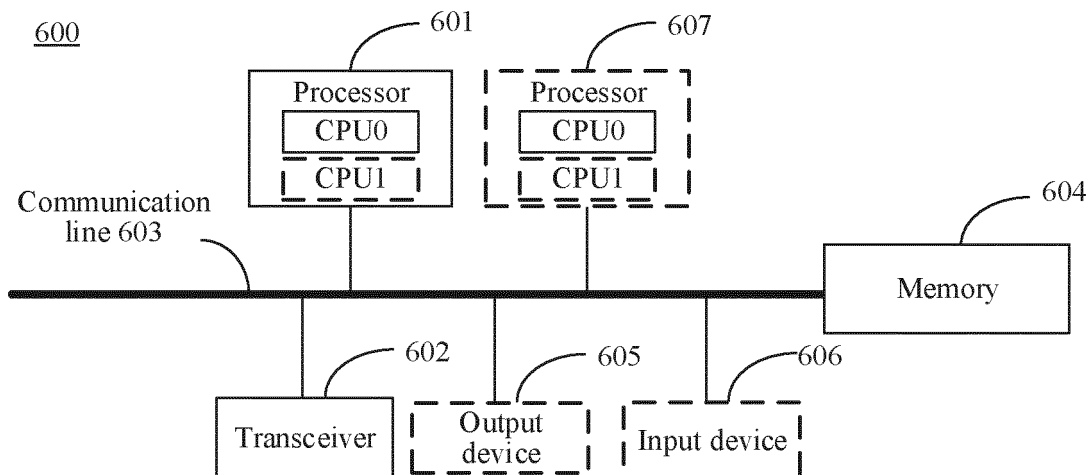 600
601
607
Processor
CPU0
CPU1
Processor
CPU0
CPU1
Communication
line 603
604
Memory
602
605
606
Transceiver
Output
device
Input device